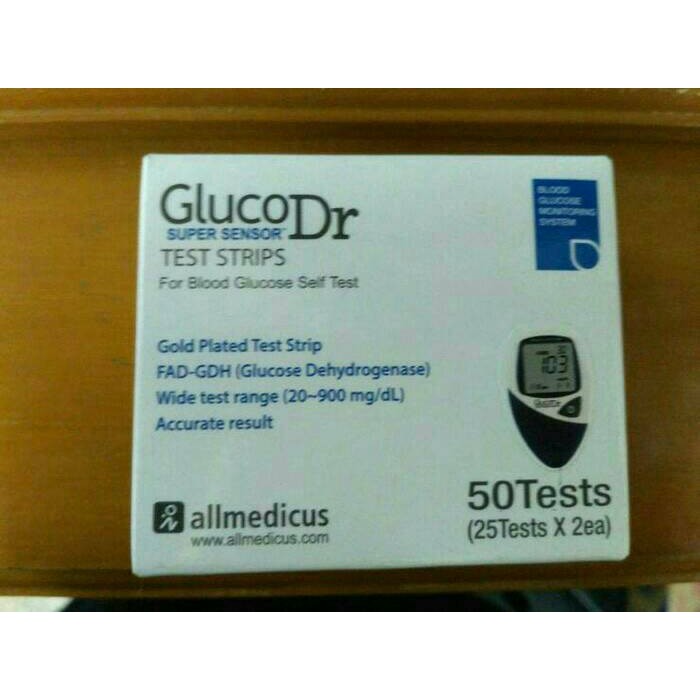 GlucoDr
SUPER SENSOR™
TEST STRIPS
For Blood Glucose Self Test
BLOOD
GLUCOSE
MONITORING
SYSTEM
Gold Plated Test Strip
FAD-GDH (Glucose Dehydrogenase)
Wide test range (20~900 mg/dL)
Accurate result
103
GlucoDr
allmedicus
www.allmedicus.com
50Tests
(25Tests X 2ea)